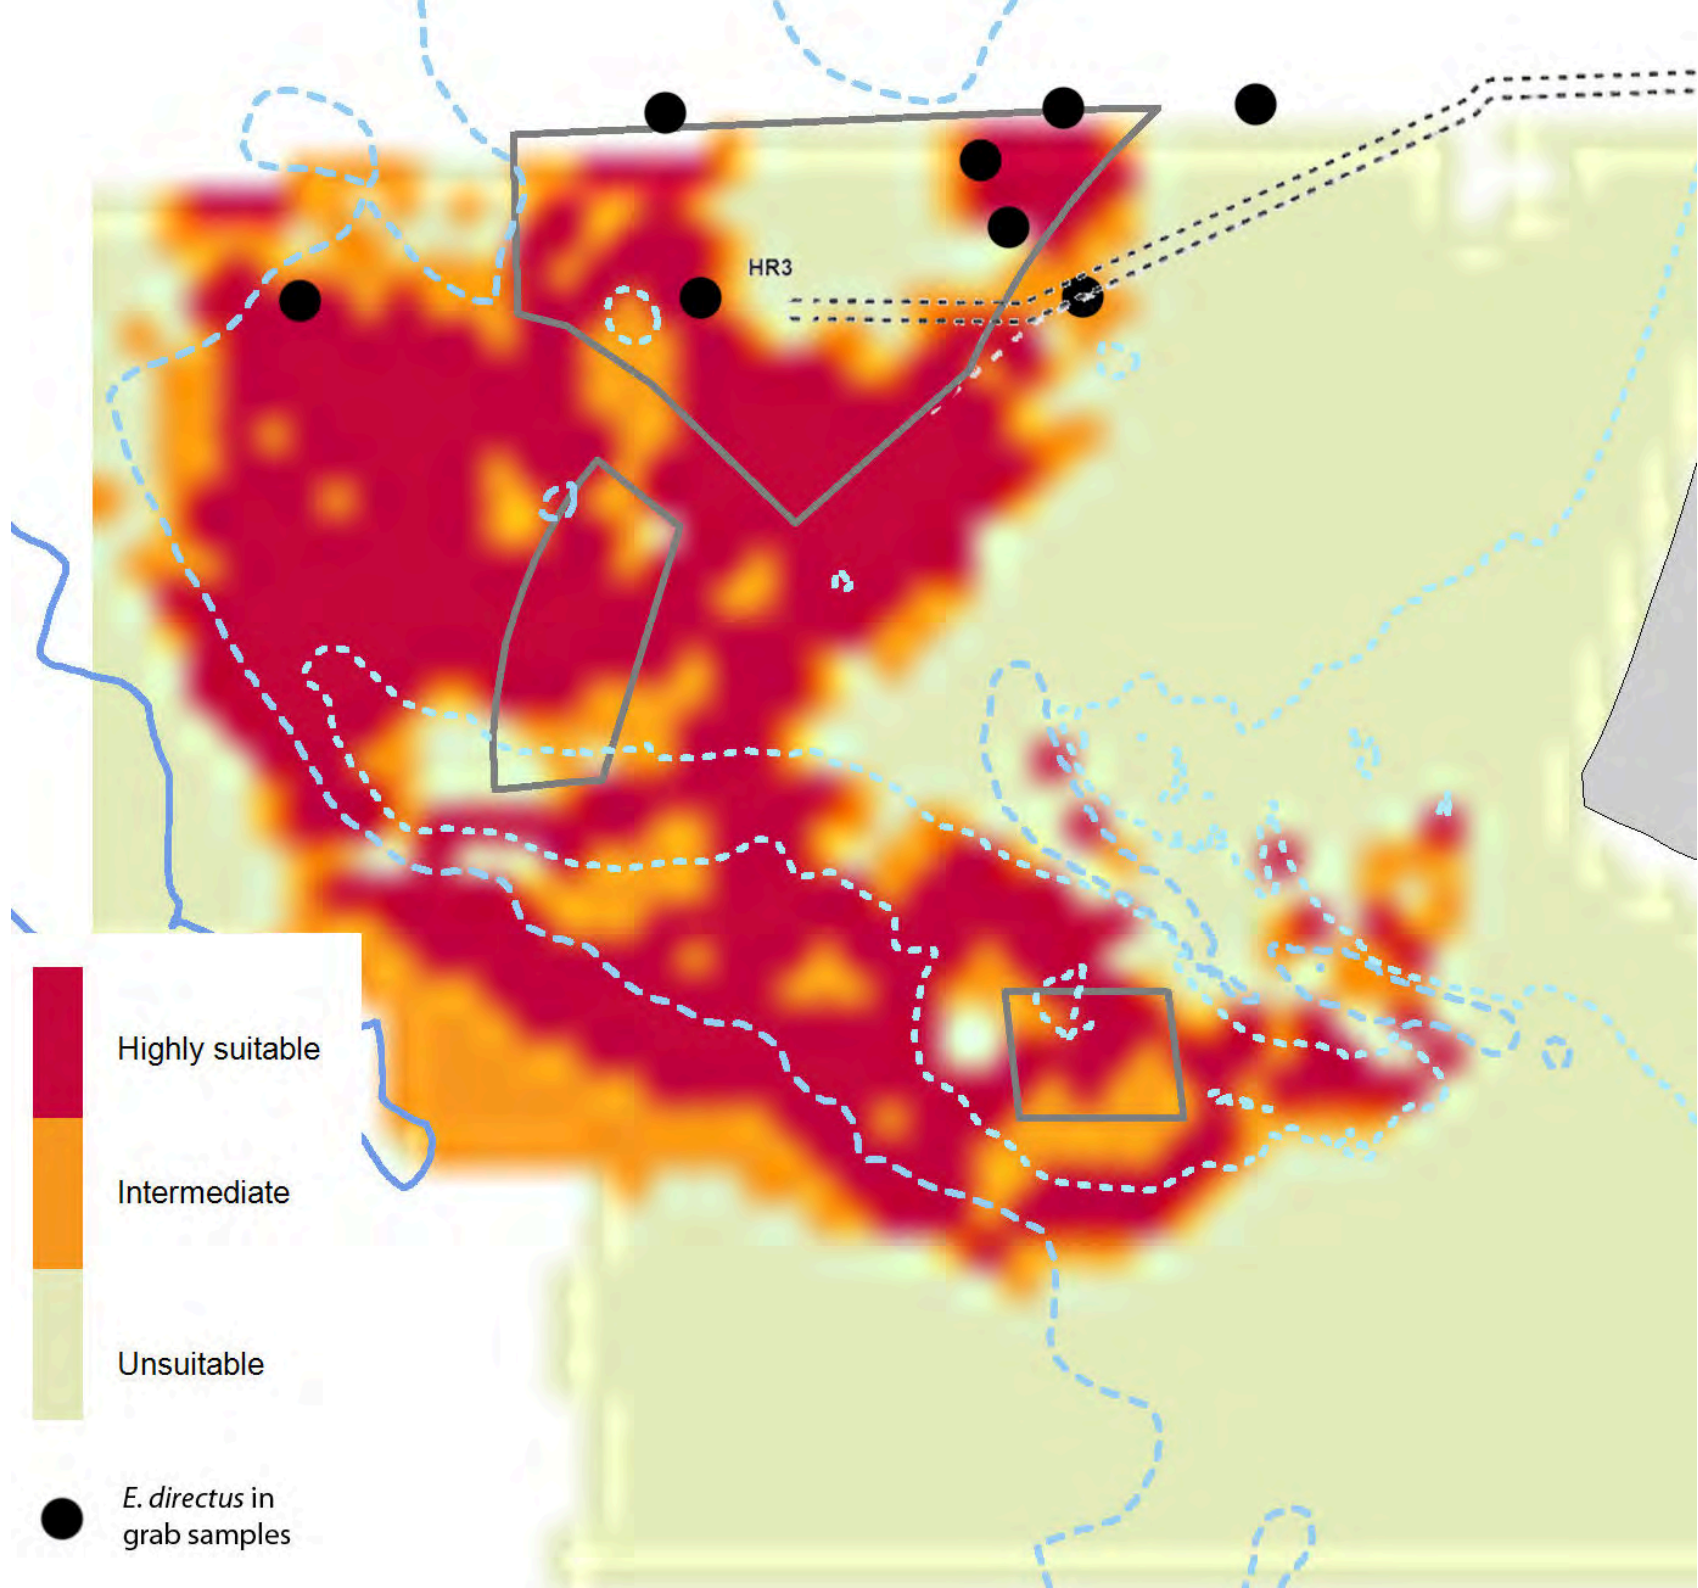 HR3
Highly suitable
Intermediate
Unsuitable
E. directus in
grab samples